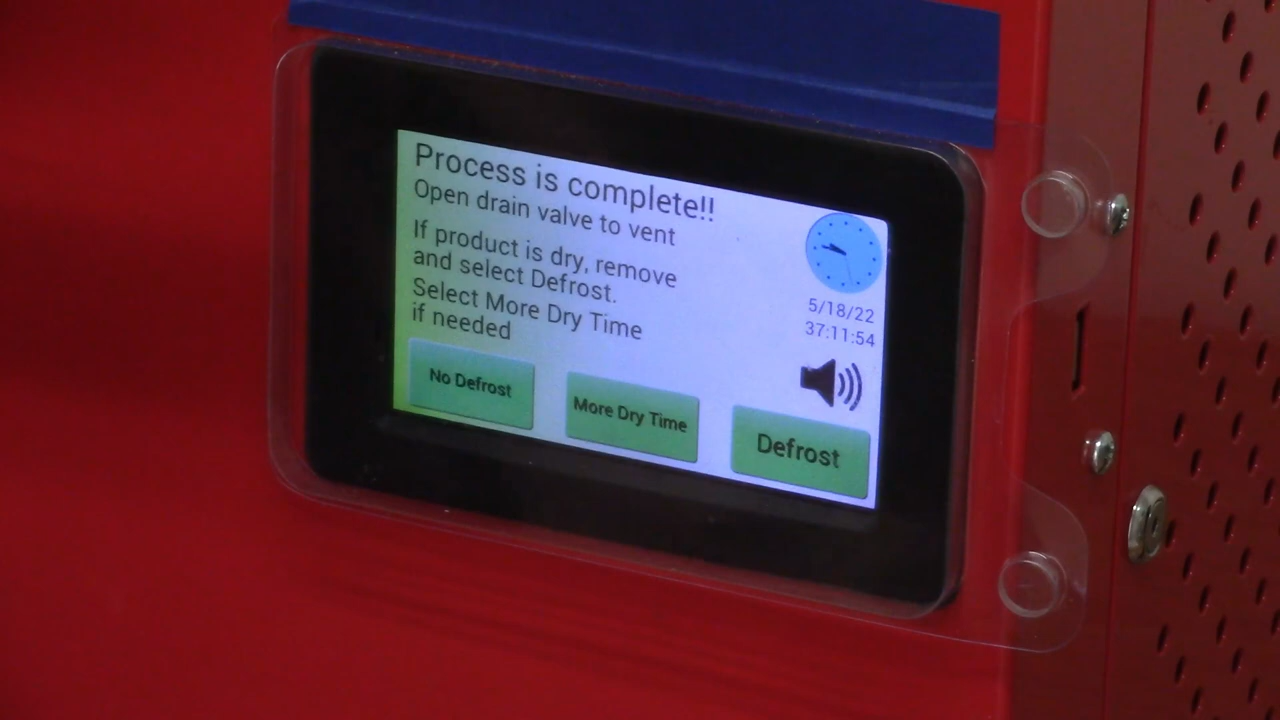 Process is complete!!
Open drain valve to vent
If product is dry, remove
and select Defrost.
Select More Dry Time
if needed
5/18/22
37:11:54
No Defrost
More Dry Time
Defrost